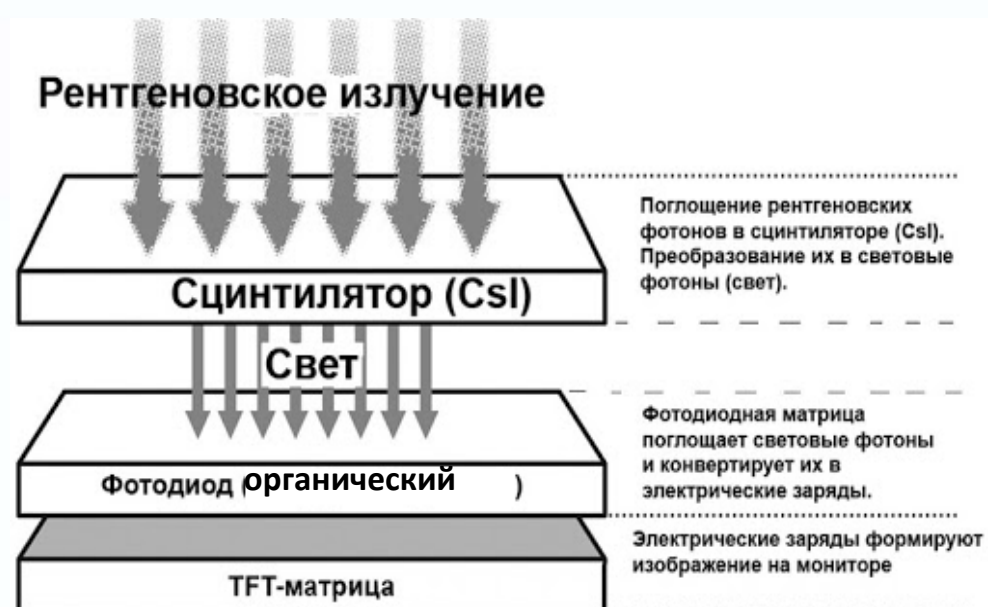 Рентгеновское излучение
Поглощение рентгеновских
фотонов в сцинтиляторе (CsI).
Преобразование их в световые
фотоны (свет).
Сцинтилятор (CsI)
Свет
Фотодиодная матрица
поглощает световые фотоны
и конвертирует их в
электрические заряды.
Фотодиод (органический )
Электрические заряды формируют
изображение на мониторе
TFT-матрица